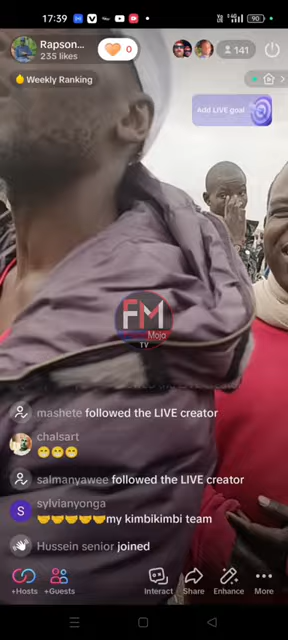 17:39
90
Rapson...
235 likes
0
141
Weekly Ranking
Add LIVE goal
FM
Moja
TV
mashete followed the LIVE creator
chalsart
😁😁😁
salmanyawee followed the LIVE creator
S
sylvianyonga
🤝🤝🤝🤝🤝my kimbikimbi team
Hussein senior joined
+Hosts
+Guests
Interact
Share
Enhance
More